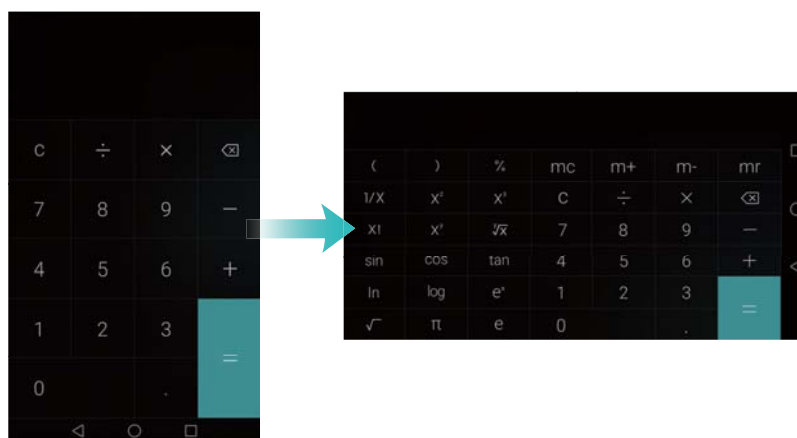 C ÷ ×
7 8 9 −
4 5 6 +
1 2 3
=
0 .
( ) % mc m+ m- mr
1/X X² X³ C ÷ ×
X! Xʸ ʸ√x 7 8 9 −
sin cos tan 4 5 6 +
ln log eˣ 1 2 3
=
√ π e 0 .